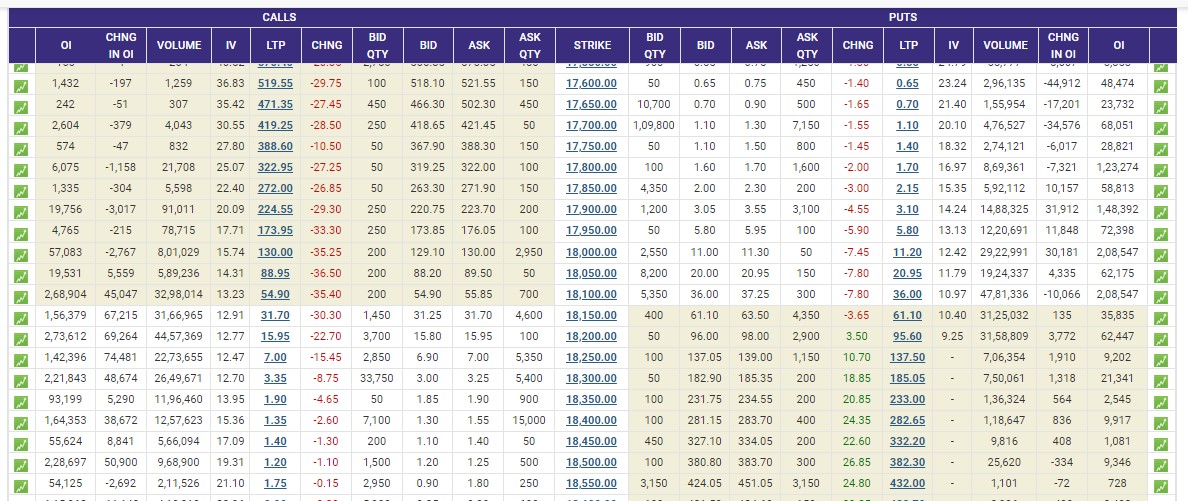 CALLS PUTS
OI CHNG IN OI VOLUME IV LTP CHNG BID QTY BID ASK ASK QTY STRIKE BID QTY BID ASK ASK QTY CHNG LTP IV VOLUME CHNG IN OI OI
1,432 -197 1,259 36.83 519.55 -29.75 100 518.10 521.55 150 17,600.00 50 0.65 0.75 450 -1.40 0.65 23.24 2,96,135 -44,912 48,474
242 -51 307 35.42 471.35 -27.45 450 466.30 502.30 450 17,650.00 10,700 0.70 0.90 500 -1.65 0.70 21.40 1,55,954 -17,201 23,732
2,604 -379 4,043 30.55 419.25 -28.50 250 418.65 421.45 50 17,700.00 1,09,800 1.10 1.30 7,150 -1.55 1.10 20.10 4,76,527 -34,576 68,051
574 -47 832 27.80 388.60 -10.50 50 367.90 388.30 150 17,750.00 50 1.10 1.50 800 -1.45 1.40 18.32 2,74,121 -6,017 28,821
6,075 -1,158 21,708 25.07 322.95 -27.25 50 319.25 322.00 100 17,800.00 100 1.60 1.70 1,600 -2.00 1.70 16.97 8,69,361 -7,321 1,23,274
1,335 -304 5,598 22.40 272.00 -26.85 50 263.30 271.90 150 17,850.00 4,350 2.00 2.30 200 -3.00 2.15 15.35 5,92,112 10,157 58,813
19,756 -3,017 91,011 20.09 224.55 -29.30 250 220.75 223.70 200 17,900.00 1,200 3.05 3.55 3,100 -4.55 3.10 14.24 14,88,325 31,912 1,48,392
4,765 -215 78,715 17.71 173.95 -33.30 250 173.85 176.05 100 17,950.00 50 5.80 5.95 100 -5.90 5.80 13.13 12,20,691 11,848 72,398
57,083 -2,767 8,01,029 15.74 130.00 -35.25 200 129.10 130.00 2,950 18,000.00 2,550 11.00 11.30 50 -7.45 11.20 12.42 29,22,991 30,181 2,08,547
19,531 5,559 5,89,236 14.31 88.95 -36.50 200 88.20 89.50 50 18,050.00 8,200 20.00 20.95 150 -7.80 20.95 11.79 19,24,337 4,335 62,175
2,68,904 45,047 32,98,014 13.23 54.90 -35.40 200 54.90 55.85 700 18,100.00 5,350 36.00 37.25 300 -7.80 36.00 10.97 47,81,336 -10,066 2,08,547
1,56,379 67,215 31,66,965 12.91 31.70 -30.30 1,450 31.25 31.70 4,600 18,150.00 400 61.10 63.50 4,350 -3.65 61.10 10.40 31,25,032 135 35,835
2,73,612 69,264 44,57,369 12.77 15.95 -22.70 3,700 15.80 15.95 100 18,200.00 50 96.00 98.00 2,900 3.50 95.60 9.25 31,58,809 3,772 62,447
1,42,396 74,481 22,73,655 12.47 7.00 -15.45 2,850 6.90 7.00 5,350 18,250.00 100 137.05 139.00 1,150 10.70 137.50 - 7,06,354 1,910 9,202
2,21,843 48,674 26,49,671 12.70 3.35 -8.75 33,750 3.00 3.25 5,400 18,300.00 50 182.90 185.35 200 18.85 185.05 - 7,50,061 1,318 21,341
93,199 5,290 11,96,460 13.95 1.90 -4.65 50 1.85 1.90 900 18,350.00 100 231.75 234.55 200 20.85 233.00 - 1,36,324 564 2,545
1,64,353 38,672 12,57,623 15.36 1.35 -2.60 7,100 1.30 1.55 15,000 18,400.00 100 281.15 283.70 400 24.35 282.65 - 1,18,647 836 9,917
55,624 8,841 5,66,094 17.09 1.40 -1.30 200 1.10 1.40 50 18,450.00 450 327.10 334.05 200 22.60 332.20 - 9,816 408 1,081
2,28,697 50,900 9,68,900 19.31 1.20 -1.10 1,500 1.20 1.25 500 18,500.00 100 380.80 383.70 300 26.85 382.30 - 25,620 -334 9,346
54,125 -2,692 2,11,526 21.10 1.75 -0.15 2,950 0.90 1.80 250 18,550.00 3,150 424.05 451.05 3,150 24.80 432.00 - 1,101 -72 728